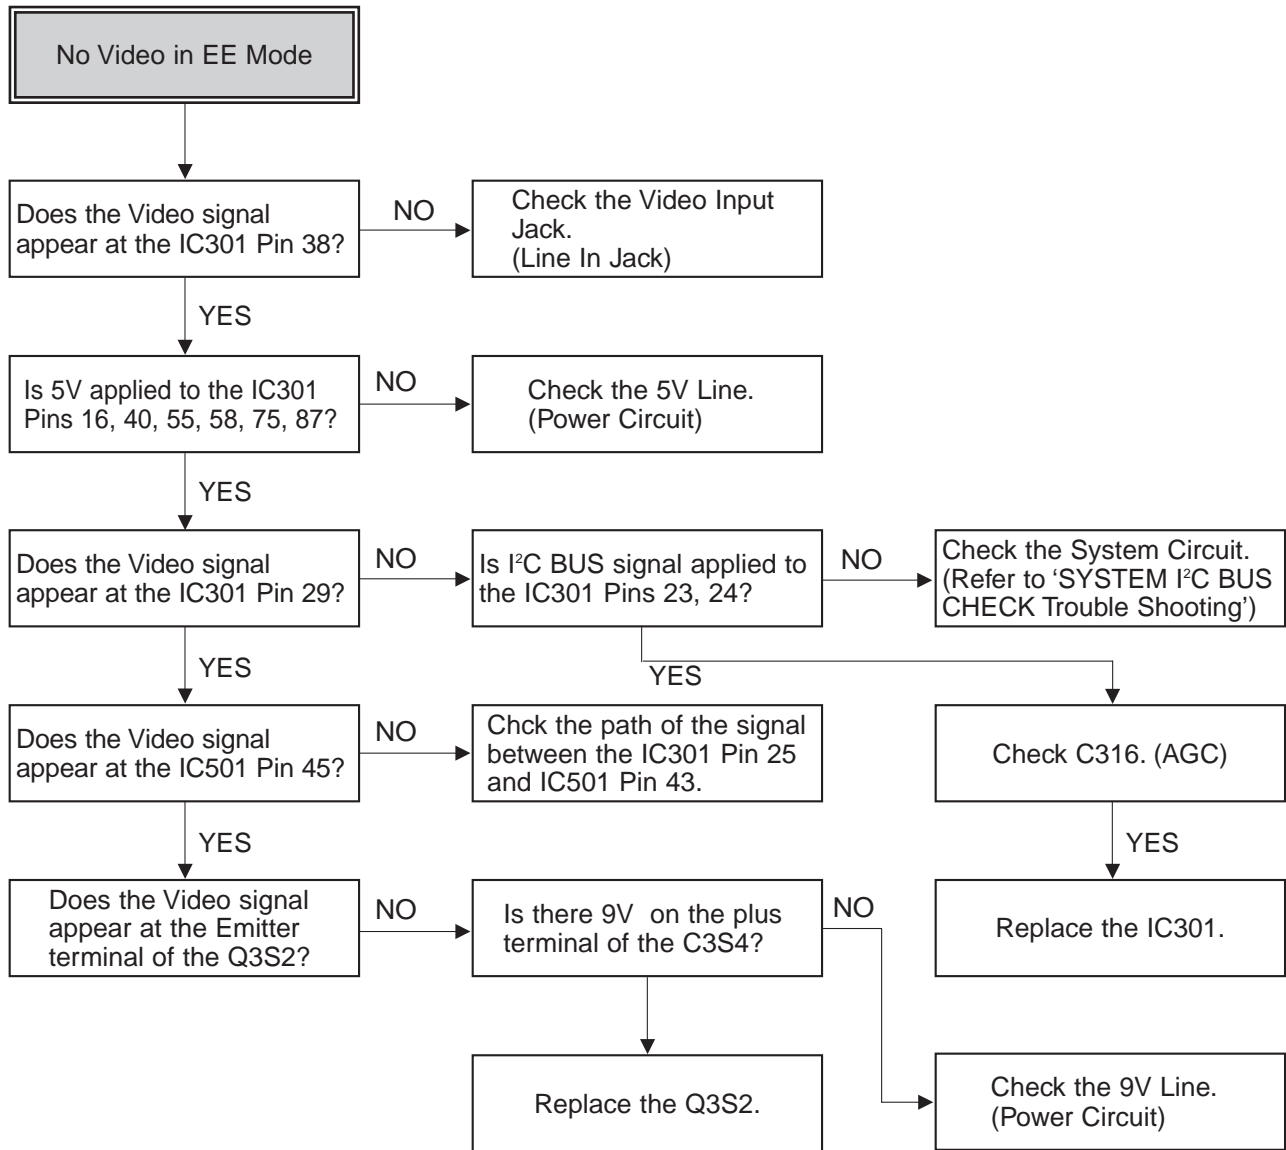 No Video in EE Mode
Does the Video signal
appear at the IC301 Pin 38?
NO
Check the Video Input
Jack.
(Line In Jack)
YES
Is 5V applied to the IC301
Pins 16, 40, 55, 58, 75, 87?
NO
Check the 5V Line.
(Power Circuit)
YES
Does the Video signal
appear at the IC301 Pin 29?
NO
Is I²C BUS signal applied to
the IC301 Pins 23, 24?
NO
Check the System Circuit.
(Refer to ‘SYSTEM I²C BUS
CHECK Trouble Shooting’)
YES
YES
Does the Video signal
appear at the IC501 Pin 45?
NO
Chck the path of the signal
between the IC301 Pin 25
and IC501 Pin 43.
Check C316. (AGC)
YES
YES
Does the Video signal
appear at the Emitter
terminal of the Q3S2?
NO
Is there 9V on the plus
terminal of the C3S4?
NO
Replace the IC301.
Replace the Q3S2.
Check the 9V Line.
(Power Circuit)